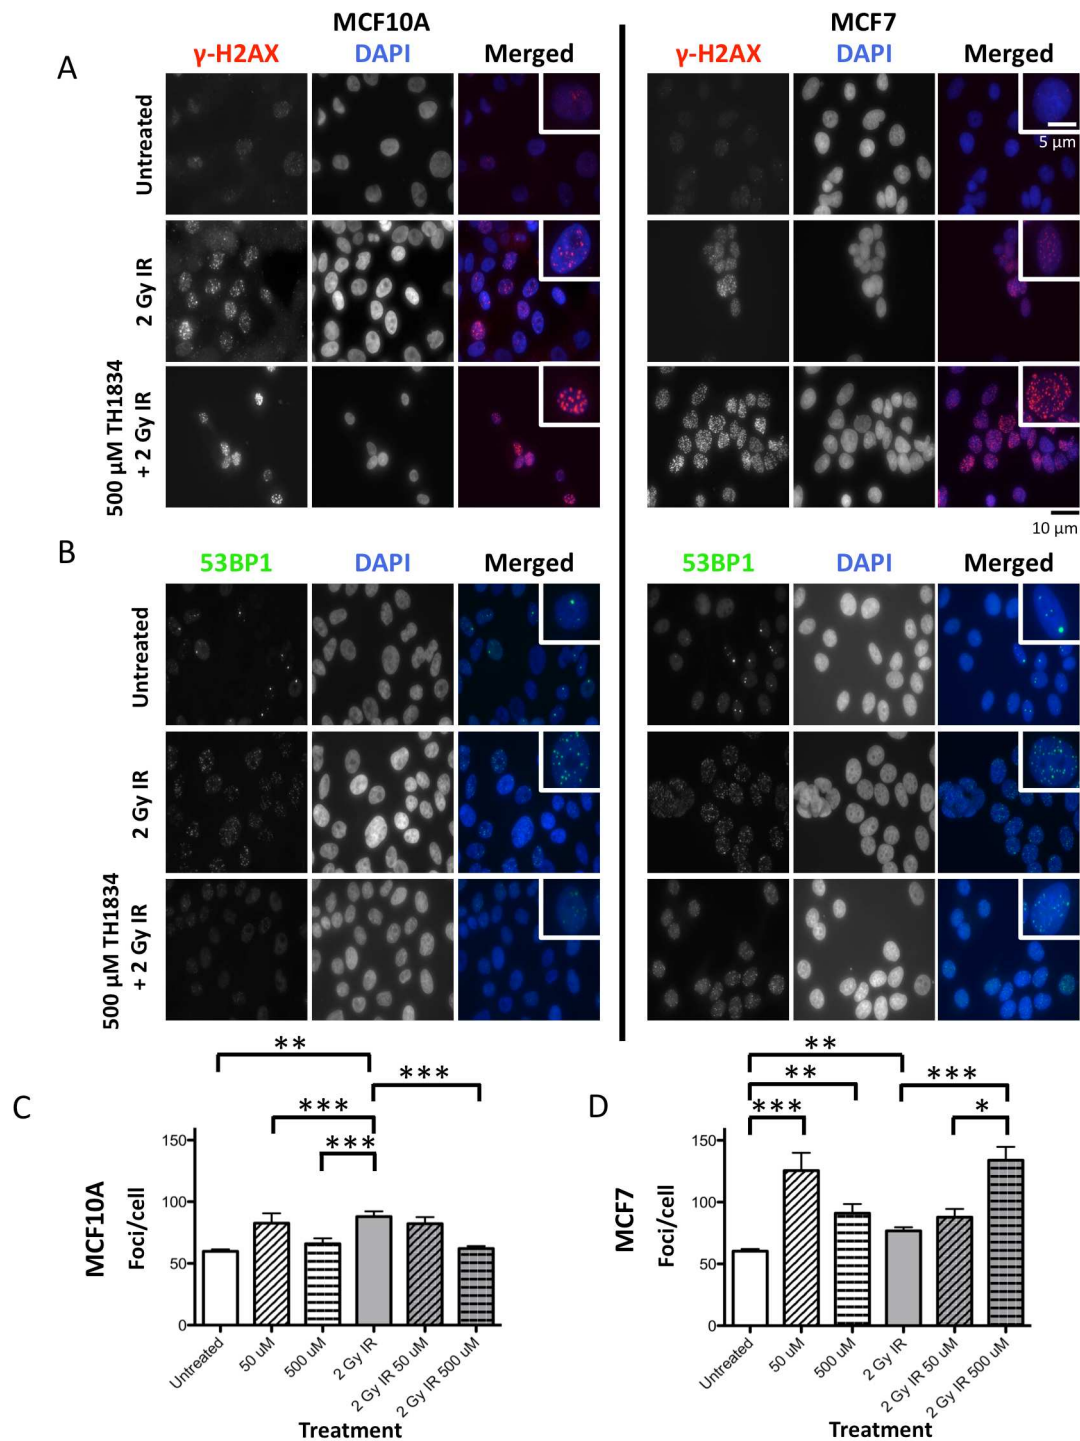 MCF10A MCF7
A γ-H2AX DAPI Merged γ-H2AX DAPI Merged
Untreated
5 µm
2 Gy IR
500 µM TH1834
+ 2 Gy IR
10 µm
B 53BP1 DAPI Merged 53BP1 DAPI Merged
Untreated
2 Gy IR
500 µM TH1834
+ 2 Gy IR
C
** *** *** ***
MCF10A
Foci/cell
150
100
50
0
Untreated
50 uM
500 uM
2 Gy IR
2 Gy IR 50 uM
2 Gy IR 500 uM
Treatment
D
** ** *** *** *
MCF7
Foci/cell
150
100
50
0
Untreated
50 uM
500 uM
2 Gy IR
2 Gy IR 50 uM
2 Gy IR 500 uM
Treatment